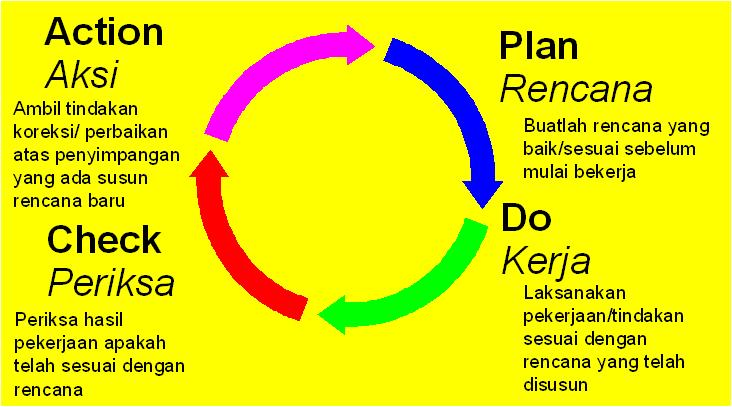 Action
Aksi
Ambil tindakan
koreksi/ perbaikan
atas penyimpangan
yang ada susun
rencana baru
Plan
Rencana
Buatlah rencana yang
baik/sesuai sebelum
mulai bekerja
Check
Periksa
Periksa hasil
pekerjaan apakah
telah sesuai dengan
rencana
Do
Kerja
Laksanakan
pekerjaan/tindakan
sesuai dengan
rencana yang telah
disusun